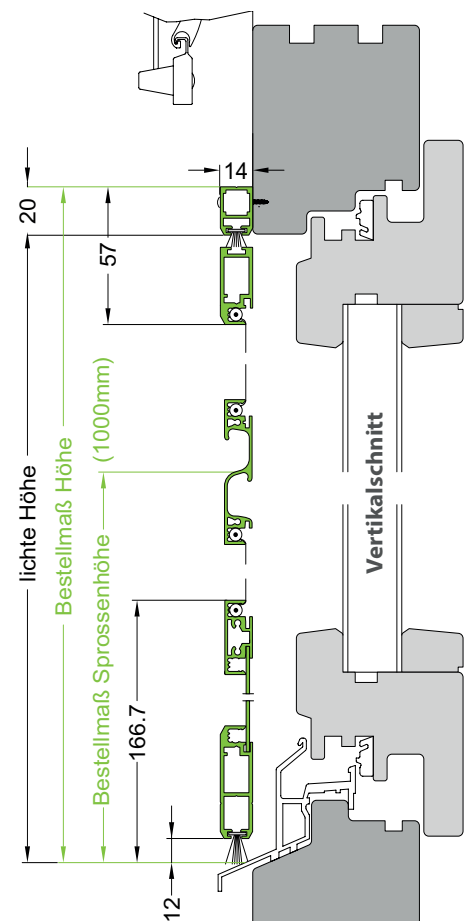 14
20
57
lichte Höhe
Bestellmaß Höhe
Bestellmaß Sprossenhöhe (1000mm)
166.7
12
Vertikalschnitt